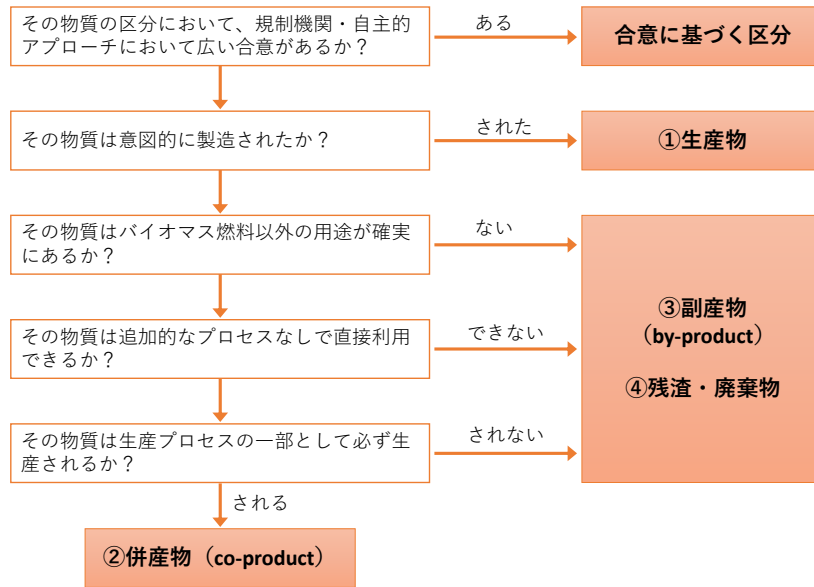 その物質の区分において、規制機関・自主的
アプローチにおいて広い合意があるか？
ある
合意に基づく区分
その物質は意図的に製造されたか？
された
①生産物
その物質はバイオマス燃料以外の用途が確実
にあるか？
ない
その物質は追加的なプロセスなしで直接利用
できるか？
できない
③副産物
（by-product）
④残渣・廃棄物
その物質は生産プロセスの一部として必ず生
産されるか？
されない
される
②併産物（co-product）